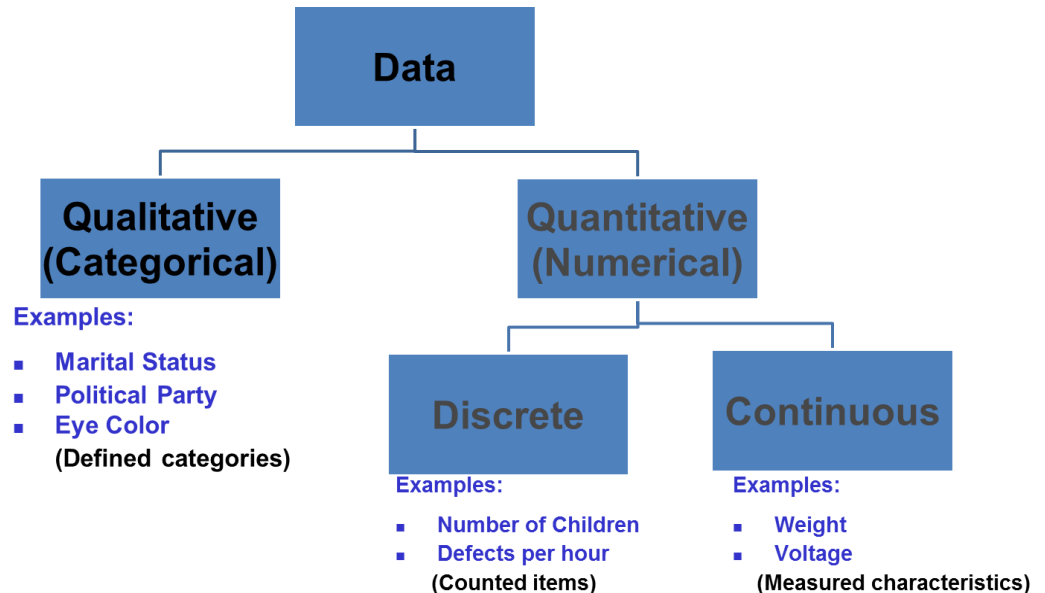 Data
Qualitative
(Categorical)
Examples:
▪ Marital Status
▪ Political Party
▪ Eye Color
(Defined categories)
Quantitative
(Numerical)
Discrete
Examples:
▪ Number of Children
▪ Defects per hour
(Counted items)
Continuous
Examples:
▪ Weight
▪ Voltage
(Measured characteristics)